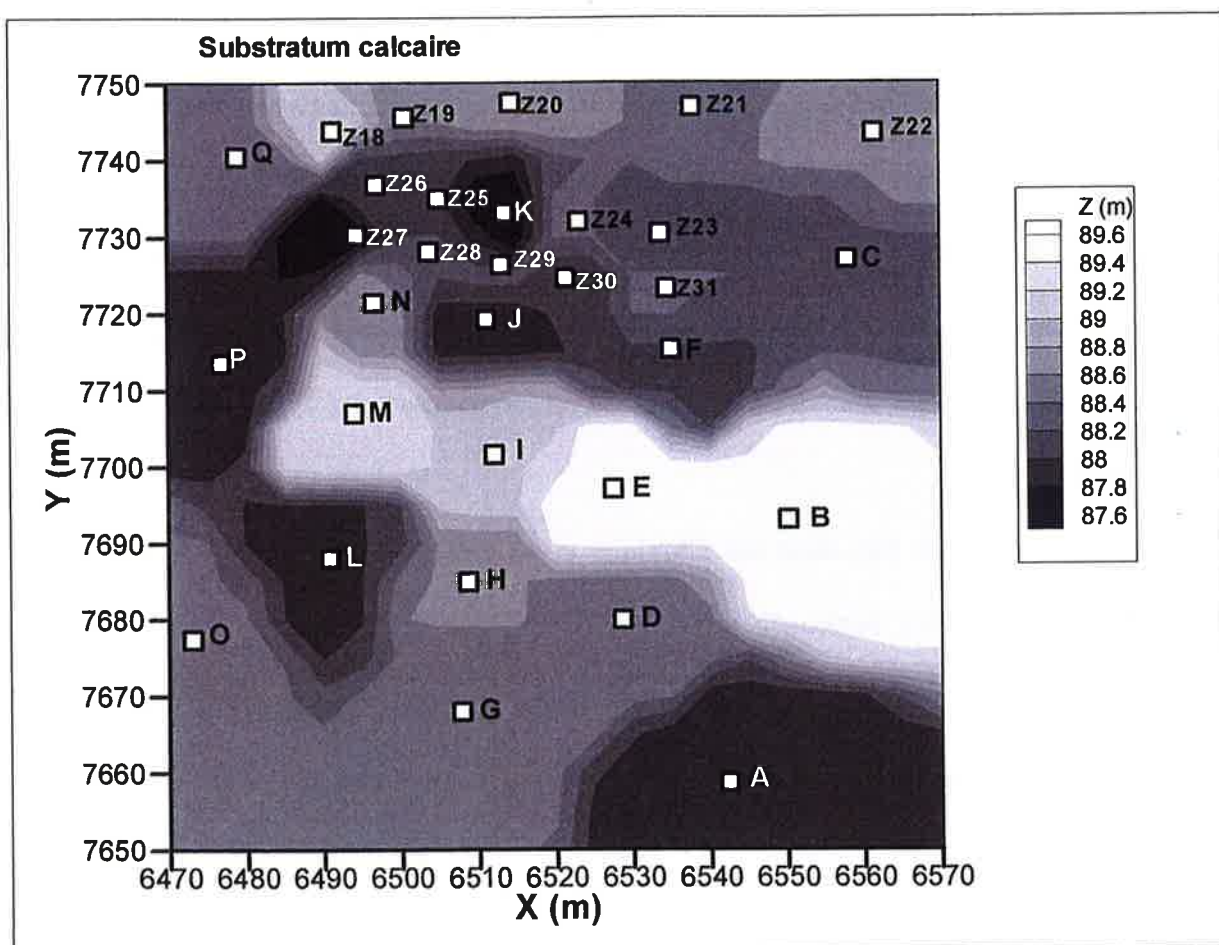 Substratum calcaire
7750
7740
7730
7720
7710
7700
7690
7680
7670
7660
7650
Y (m)
Z18
Z19
Z20
Z21
Z22
Q
Z26
Z25
K
Z24
Z23
C
Z27
Z28
Z29
Z30
Z31
N
J
F
P
M
I
E
B
L
H
D
O
G
A
6470 6480 6490 6500 6510 6520 6530 6540 6550 6560 6570
X (m)
Z (m)
89.6
89.4
89.2
89
88.8
88.6
88.4
88.2
88
87.8
87.6